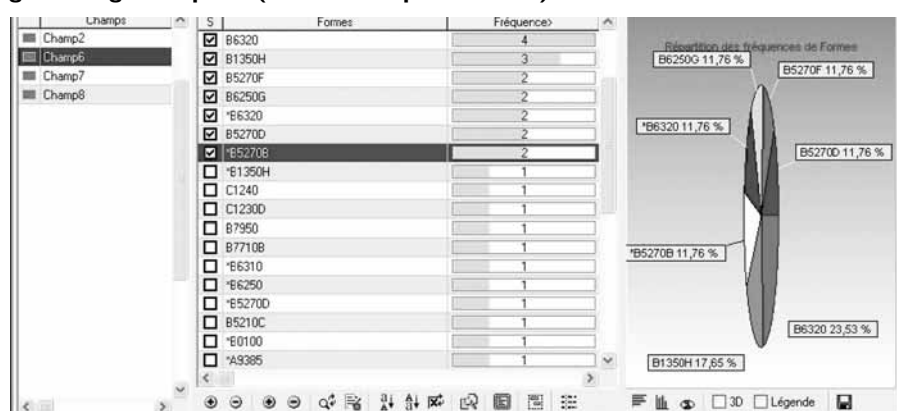 Champs
Champ2
Champ6
Champ7
Champ8
S Formes Fréquence>
B6320 4
B1350H 3
B5270F 2
B6250G 2
*B6320 2
B5270D 2
*B5270B 2
*B1350H 1
C1240 1
C1230D 1
B7950 1
B7710B 1
*B6310 1
*B6250 1
*B5270D 1
B5210C 1
*B0100 1
*A9385 1
Répartition des fréquences de Formes
B6250G 11,76 %
B5270F 11,76 %
*B6320 11,76 %
B5270D 11,76 %
*B5270B 11,76 %
B6320 23,53 %
B1350H 17,65 %
3D Légende